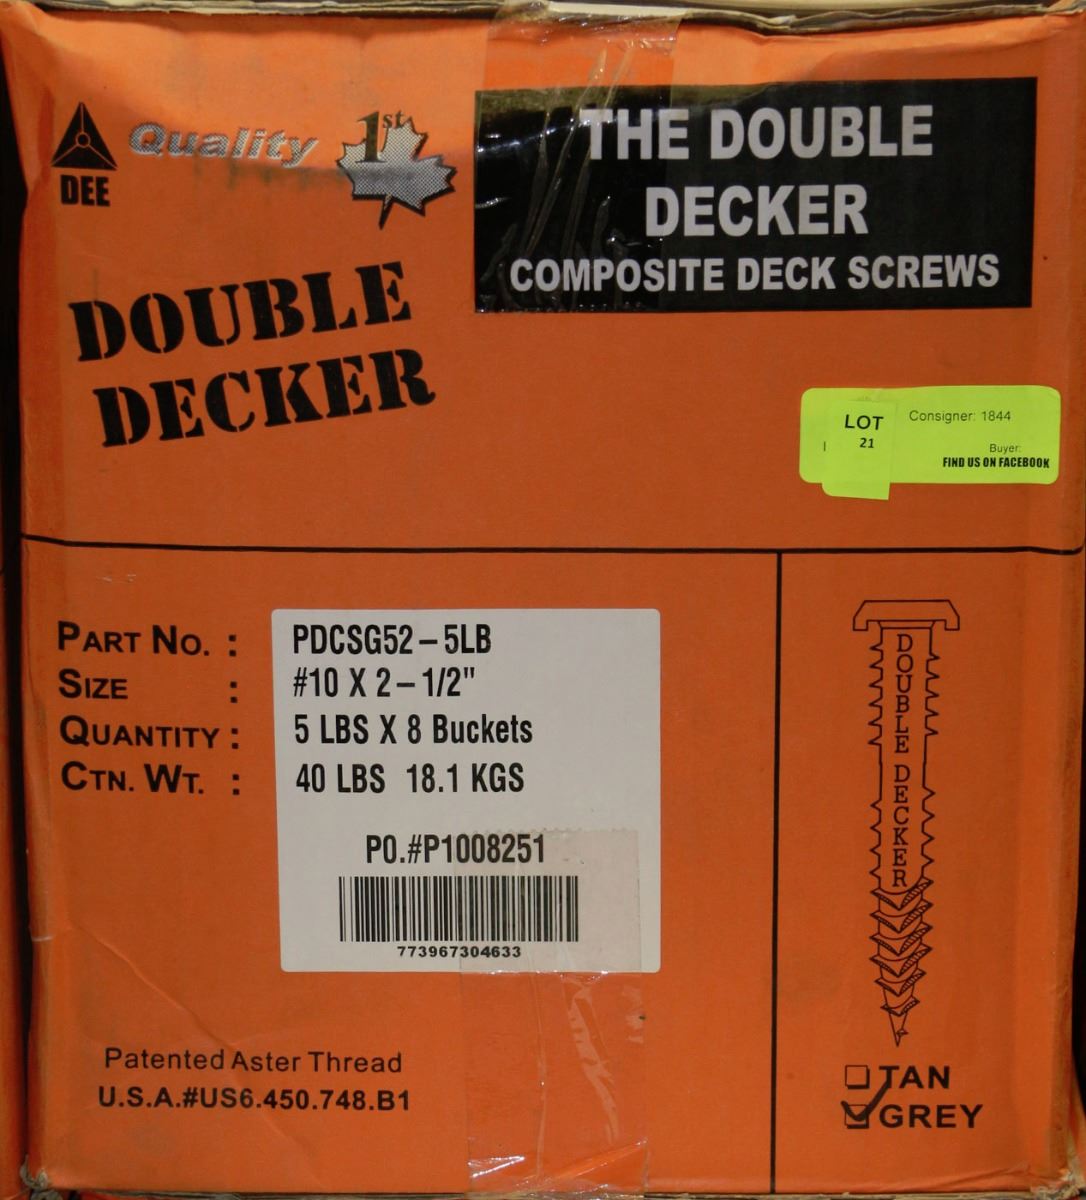 DEE
Quality
1st
THE DOUBLE
DECKER
COMPOSITE DECK SCREWS
DOUBLE
DECKER
LOT
21
Consigner: 1844
Buyer:
FIND US ON FACEBOOK
PART NO. : PDCSG52-5LB
SIZE : #10 X 2-1/2"
QUANTITY : 5 LBS X 8 Buckets
CTN. WT. : 40 LBS 18.1 KGS
PO.#P1008251
773967304633
DOUBLE DECKER
Patented Aster Thread
U.S.A.#US6.450.748.B1
TAN
GREY